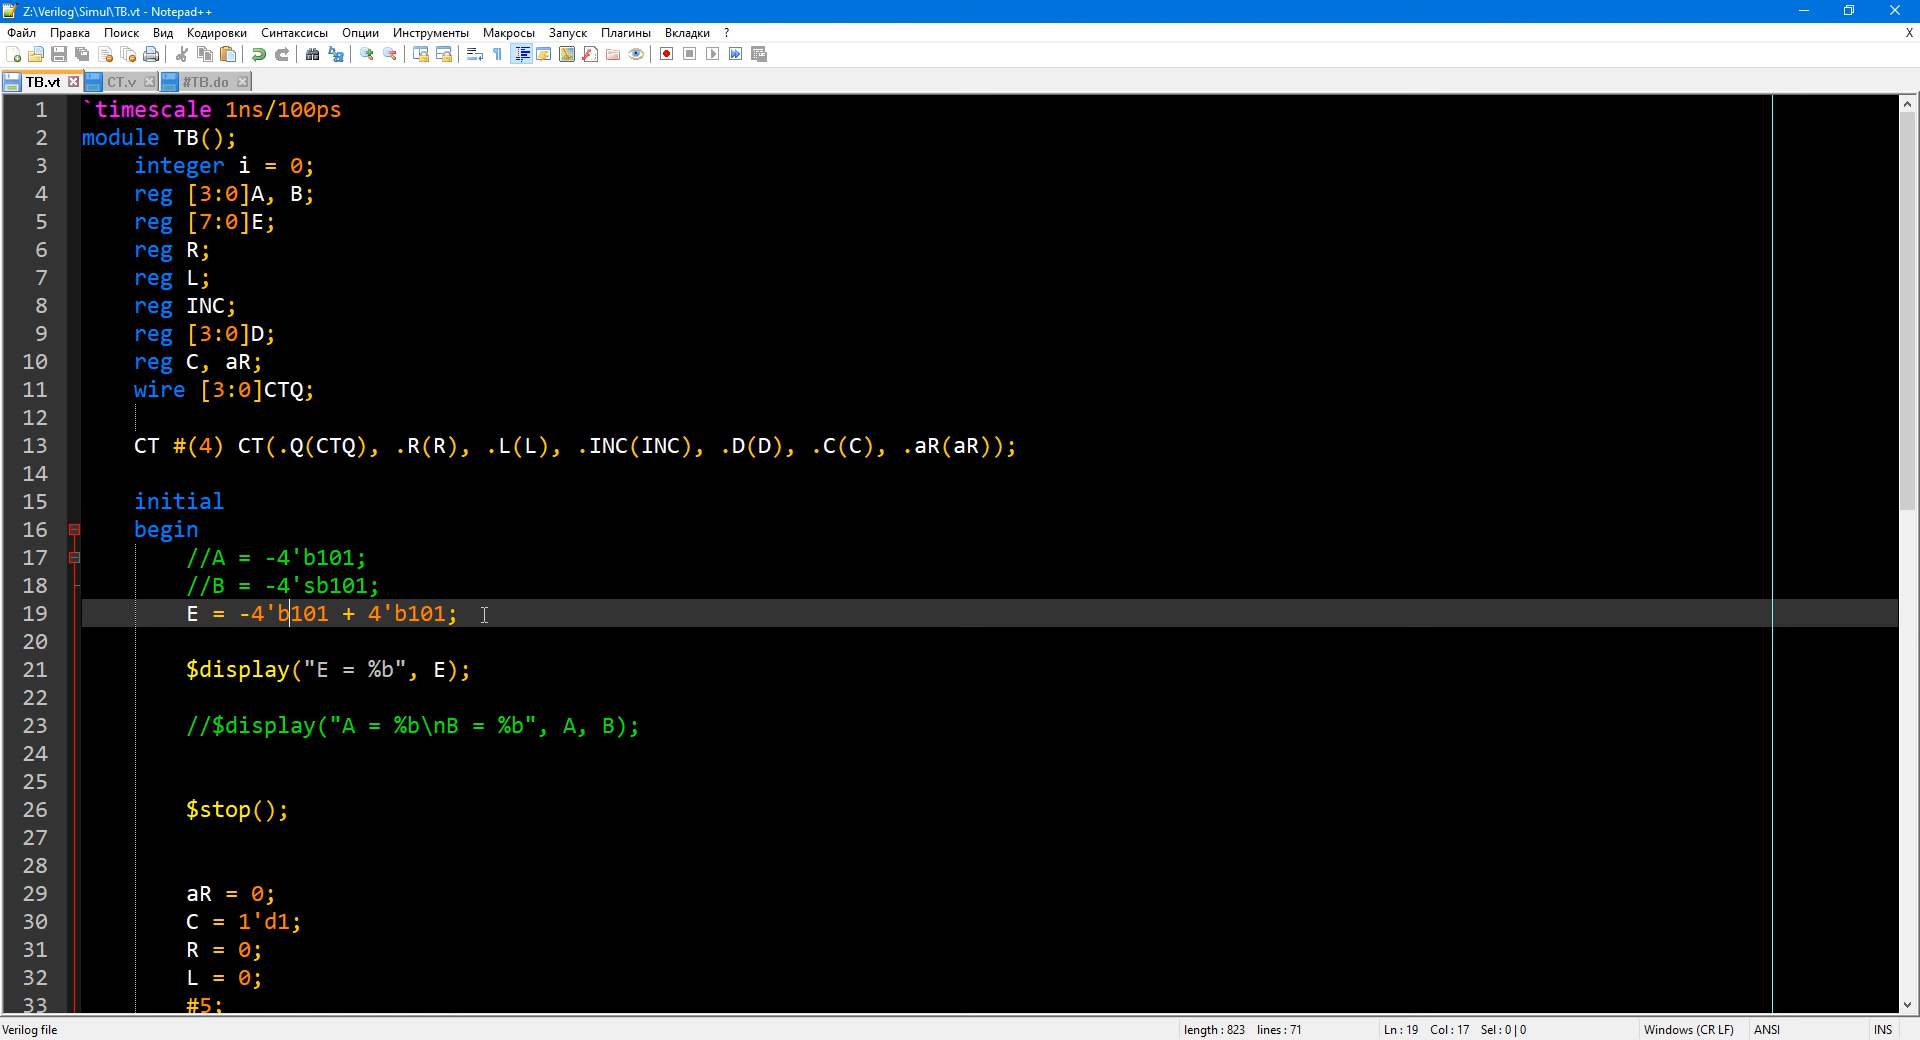 Z:\Verilog\Simul\TB.vt - Notepad++
Файл Правка Поиск Вид Кодировки Синтаксисы Опции Инструменты Макросы Запуск Плагины Вкладки ? X
TB.vt CT.v #TB.do
1 `timescale 1ns/100ps
2 module TB();
3 integer i = 0;
4 reg [3:0]A, B;
5 reg [7:0]E;
6 reg R;
7 reg L;
8 reg INC;
9 reg [3:0]D;
10 reg C, aR;
11 wire [3:0]CTQ;
12
13 CT #(4) CT(.Q(CTQ), .R(R), .L(L), .INC(INC), .D(D), .C(C), .aR(aR));
14
15 initial
16 begin
17 //A = -4'b101;
18 //B = -4'sb101;
19 E = -4'b101 + 4'b101;
20
21 $display("E = %b", E);
22
23 //$display("A = %b\nB = %b", A, B);
24
25
26 $stop();
27
28
29 aR = 0;
30 C = 1'd1;
31 R = 0;
32 L = 0;
33 #5;
Verilog file length : 823 lines : 71 Ln : 19 Col : 17 Sel : 0 | 0 Windows (CR LF) ANSI INS